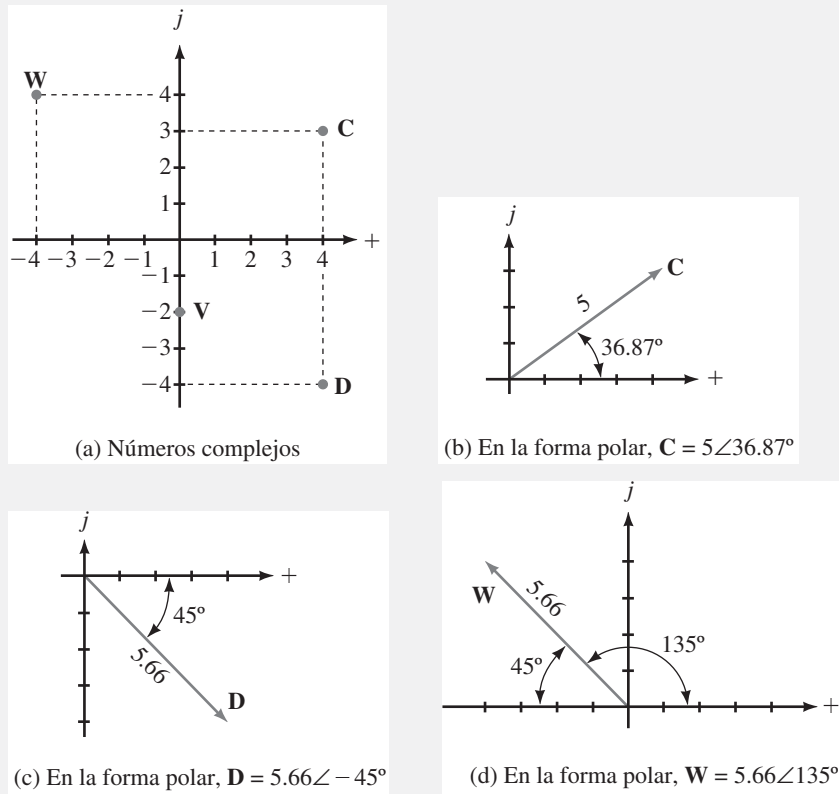 j
W
4
3
C
2
1
+
−4 −3 −2 −1 1 2 3 4
−1
−2 V
−3
−4
D
(a) Números complejos
j
C
5
36.87º
+
(b) En la forma polar, C = 5∠36.87º
j
+
45º
5.66
D
(c) En la forma polar, D = 5.66∠−45º
j
W
5.66
45º
135º
+
(d) En la forma polar, W = 5.66∠135º